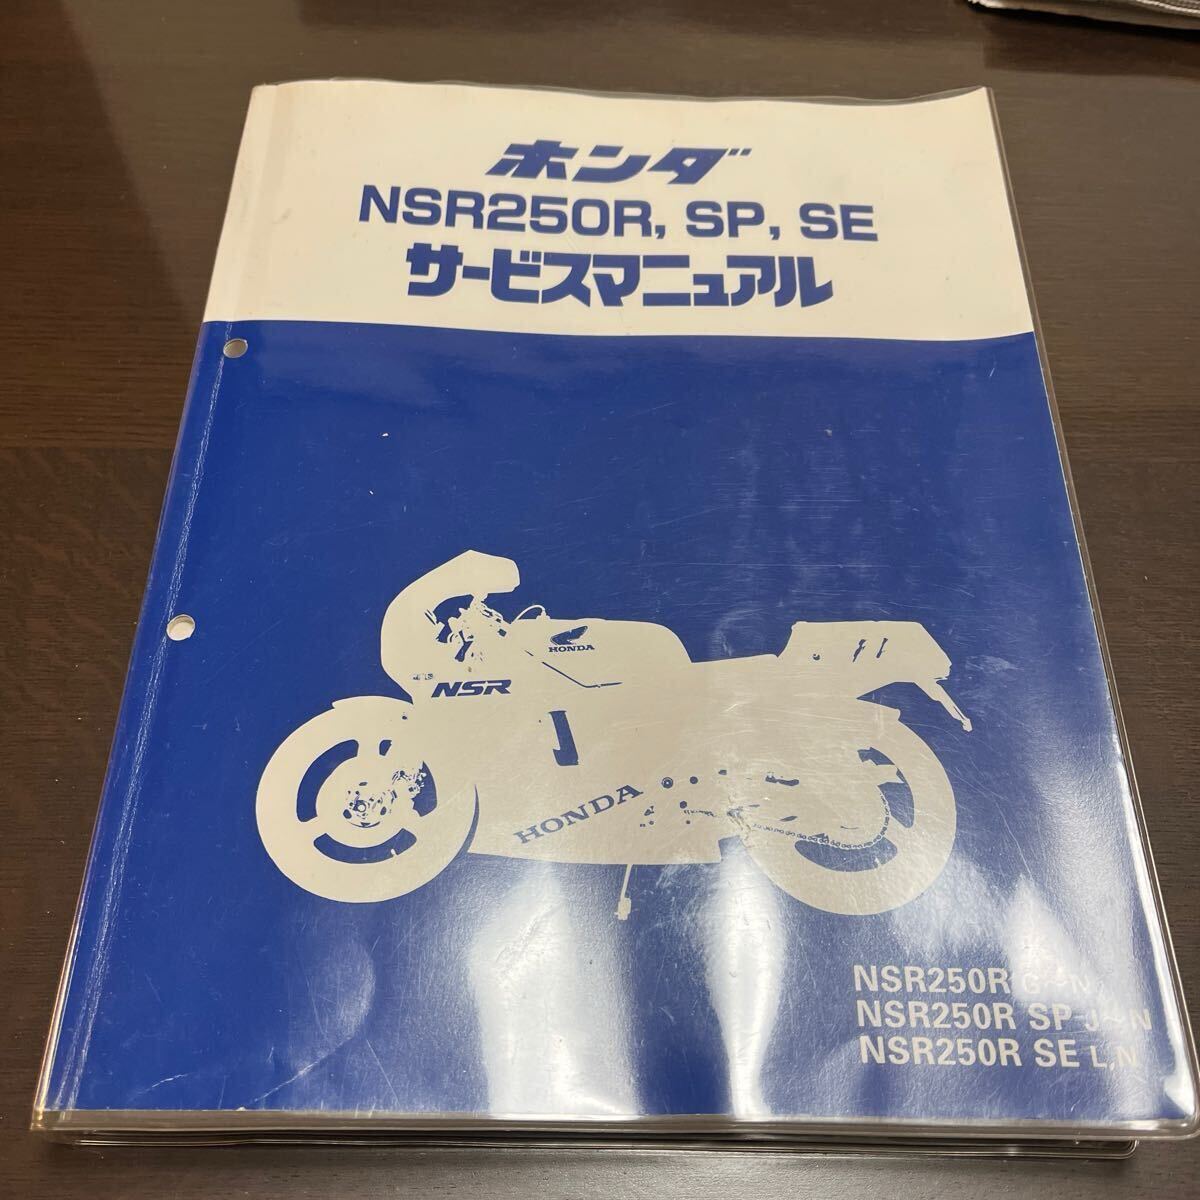 ホンダ
NSR250R, SP, SE
サービスマニュアル
HONDA
NSR
HONDA
NSR250R G~N
NSR250R SP J~N
NSR250R SE L,N